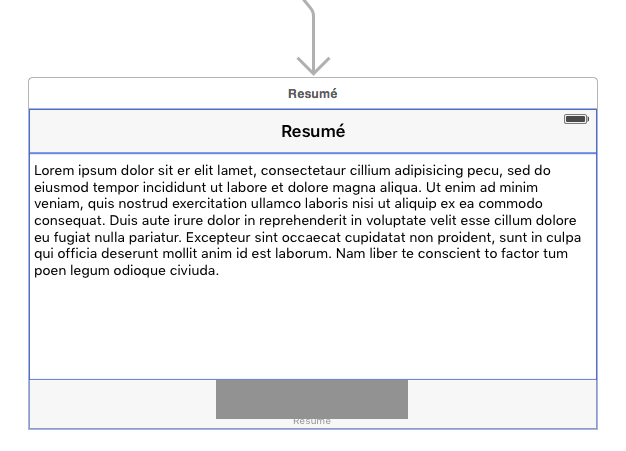 Resumé
Resumé
Lorem ipsum dolor sit er elit lamet, consectetaur cillium adipisicing pecu, sed do
eiusmod tempor incididunt ut labore et dolore magna aliqua. Ut enim ad minim
veniam, quis nostrud exercitation ullamco laboris nisi ut aliquip ex ea commodo
consequat. Duis aute irure dolor in reprehenderit in voluptate velit esse cillum dolore
eu fugiat nulla pariatur. Excepteur sint occaecat cupidatat non proident, sunt in culpa
qui officia deserunt mollit anim id est laborum. Nam liber te conscient to factor tum
poen legum odioque civiuda.
Resumé